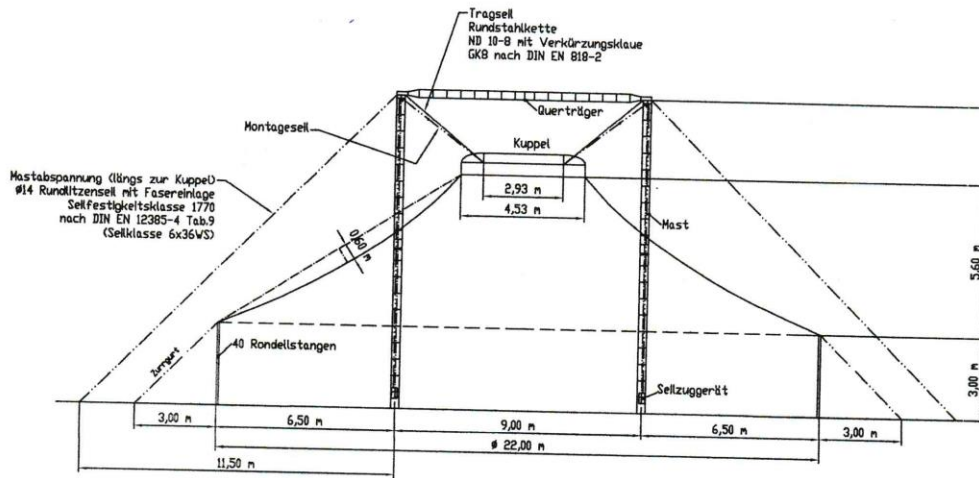 Tragseil
Rundstahlkette
ND 10-8 mit Verkürzungsklaue
GK8 nach DIN EN 818-2
Querträger
Montageseil
Kuppel
Mastabspannung (längs zur Kuppel)
ø14 Rundlitzenseil mit Fasereinlage
Seilfestigkeitsklasse 1770
nach DIN EN 12385-4 Tab.9
(Seilklasse 6x36WS)
2,93 m
4,53 m
Mast
0,60 m
5,60 m
40 Rondellstangen
Zurrgurt
Seilzuggerät
3,00 m
3,00 m
6,50 m
9,00 m
6,50 m
3,00 m
ø 22,00 m
11,50 m